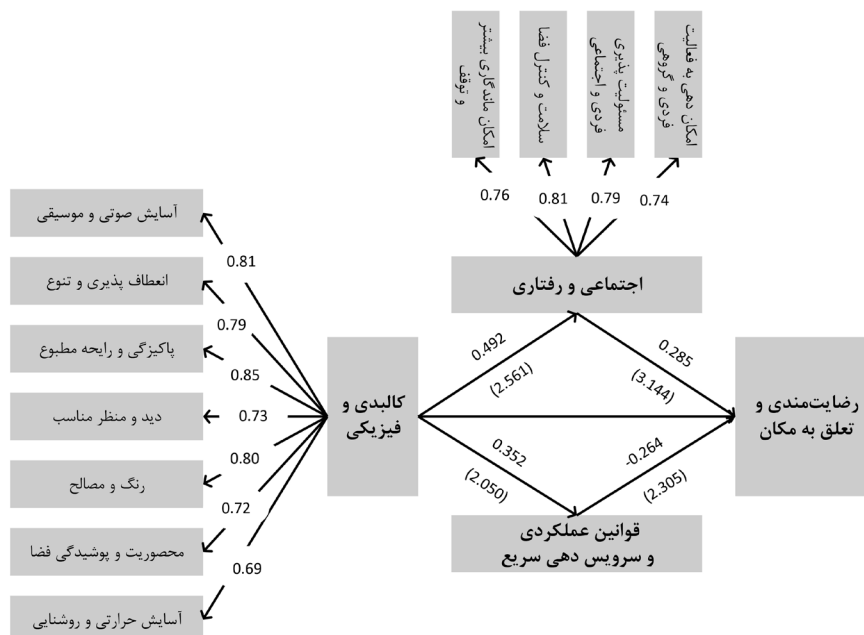 امکان دهی به فعالیت
فردی و گروهی
مسئولیت پذیری
فردی و اجتماعی
سلامت و کنترل فضا
امکان ماندگاری بیشتر
و توقف
0.76
0.81
0.79
0.74
آسایش صوتی و موسیقی
انعطاف پذیری و تنوع
پاکیزگی و رایحه مطبوع
دید و منظر مناسب
رنگ و مصالح
محصوریت و پوشیدگی فضا
آسایش حرارتی و روشنایی
0.81
0.79
0.85
0.73
0.80
0.72
0.69
اجتماعی و رفتاری
کالبدی و
فیزیکی
رضایت‌مندی و
تعلق به مکان
0.492
(2.561)
0.285
(3.144)
0.352
(2.050)
-0.264
(2.305)
قوانین عملکردی
و سرویس دهی سریع